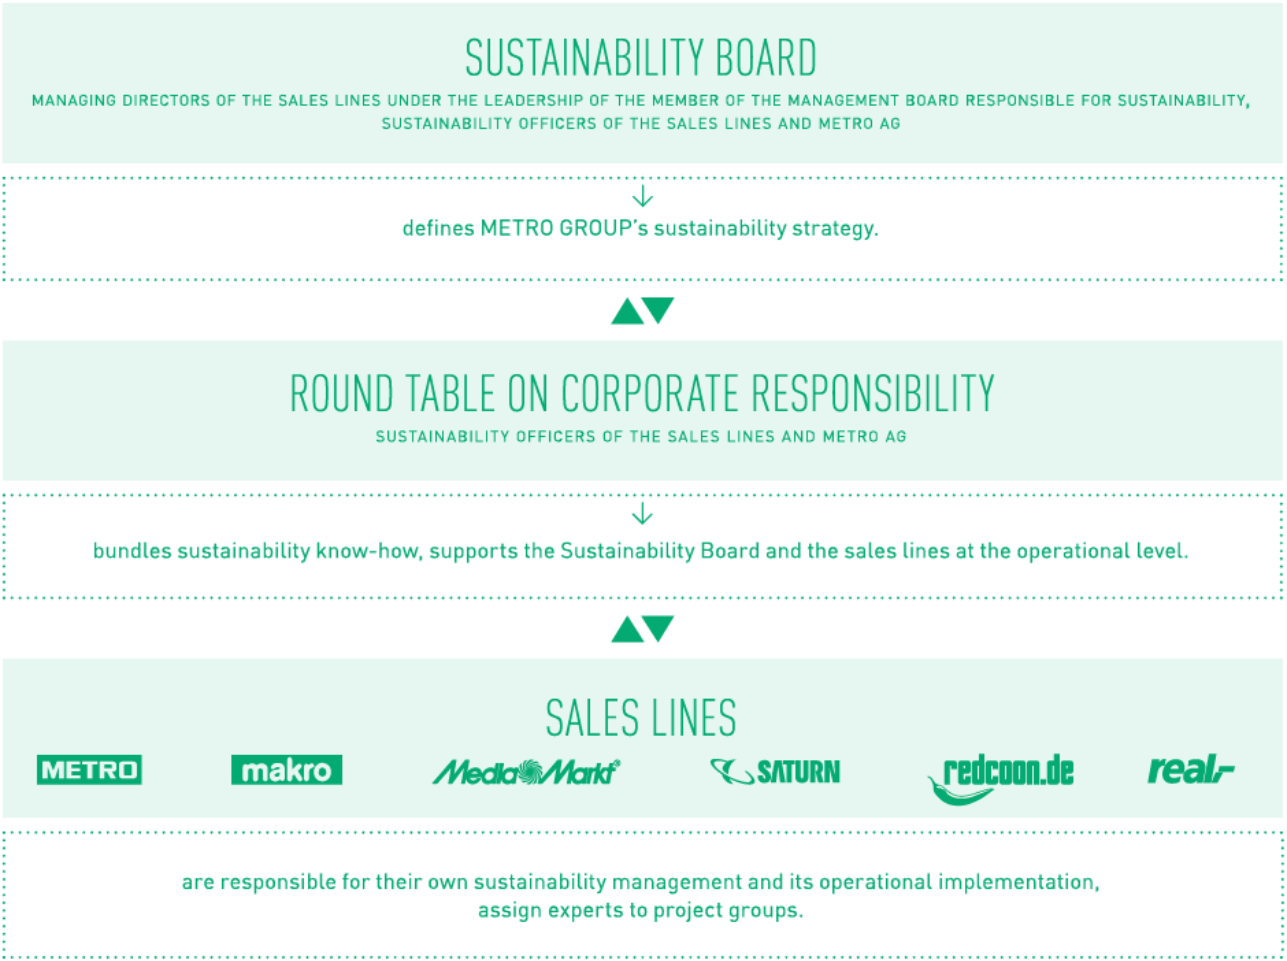 SUSTAINABILITY BOARD
MANAGING DIRECTORS OF THE SALES LINES UNDER THE LEADERSHIP OF THE MEMBER OF THE MANAGEMENT BOARD RESPONSIBLE FOR SUSTAINABILITY,
SUSTAINABILITY OFFICERS OF THE SALES LINES AND METRO AG
defines METRO GROUP's sustainability strategy.
ROUND TABLE ON CORPORATE RESPONSIBILITY
SUSTAINABILITY OFFICERS OF THE SALES LINES AND METRO AG
bundles sustainability know-how, supports the Sustainability Board and the sales lines at the operational level.
SALES LINES
METRO makro Media Markt SATURN redcoon.de real,-
are responsible for their own sustainability management and its operational implementation,
assign experts to project groups.